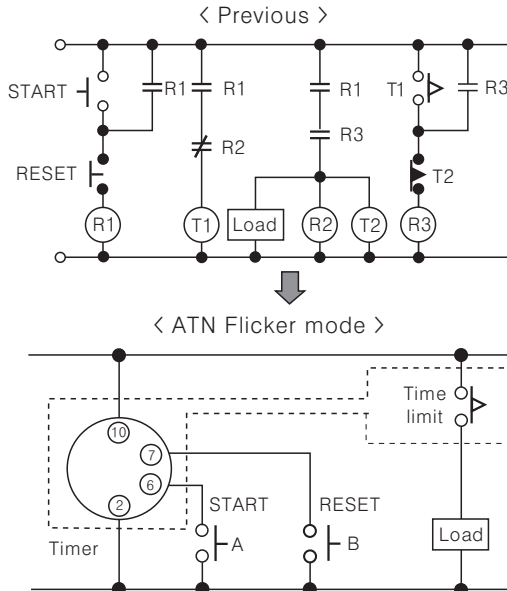 < Previous >
START
R1
R1
R1
T1
R3
R2
R3
RESET
T2
R1
T1
Load
R2
T2
R3
< ATN Flicker mode >
Time
limit
10
7
6
2
START
RESET
A
B
Load
Timer